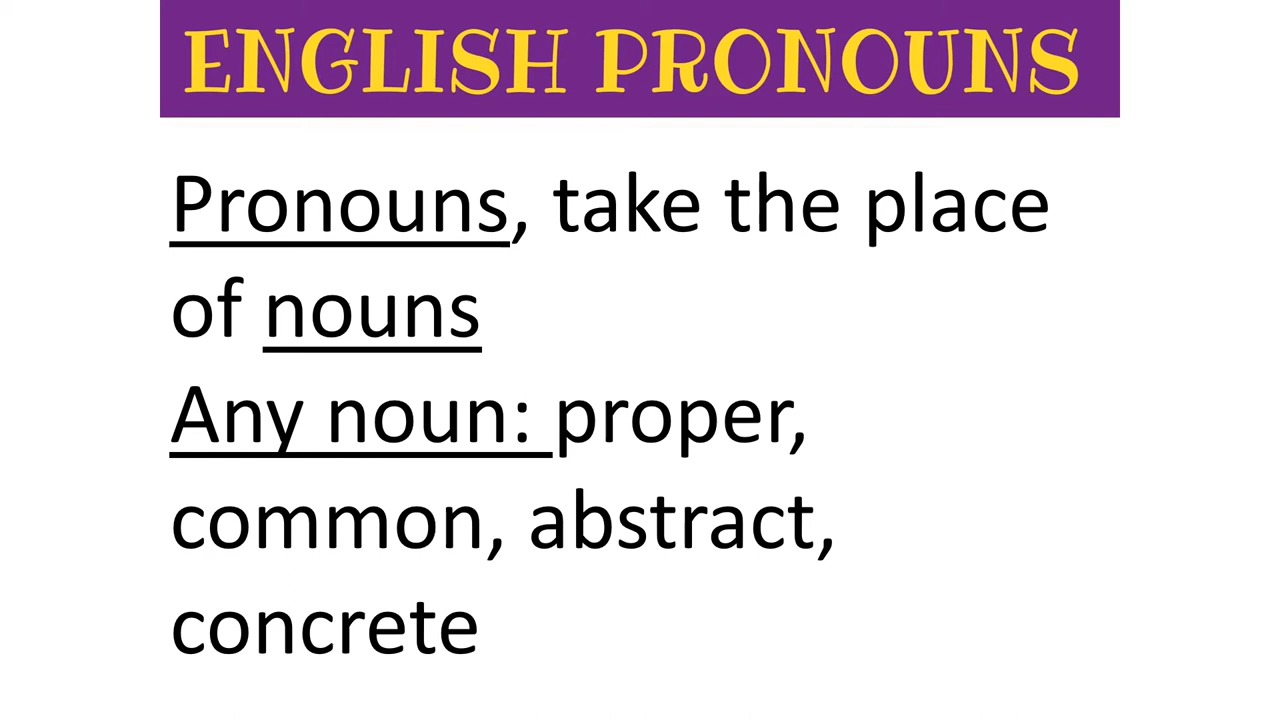 ENGLISH PRONOUNS
Pronouns, take the place
of nouns
Any noun: proper,
common, abstract,
concrete